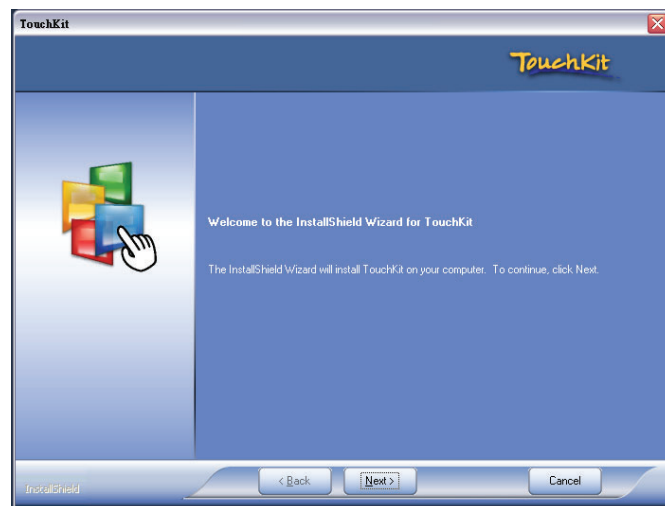 TouchKit
TouchKit
Welcome to the InstallShield Wizard for TouchKit
The InstallShield Wizard will install TouchKit on your computer. To continue, click Next.
InstallShield
< Back
Next >
Cancel